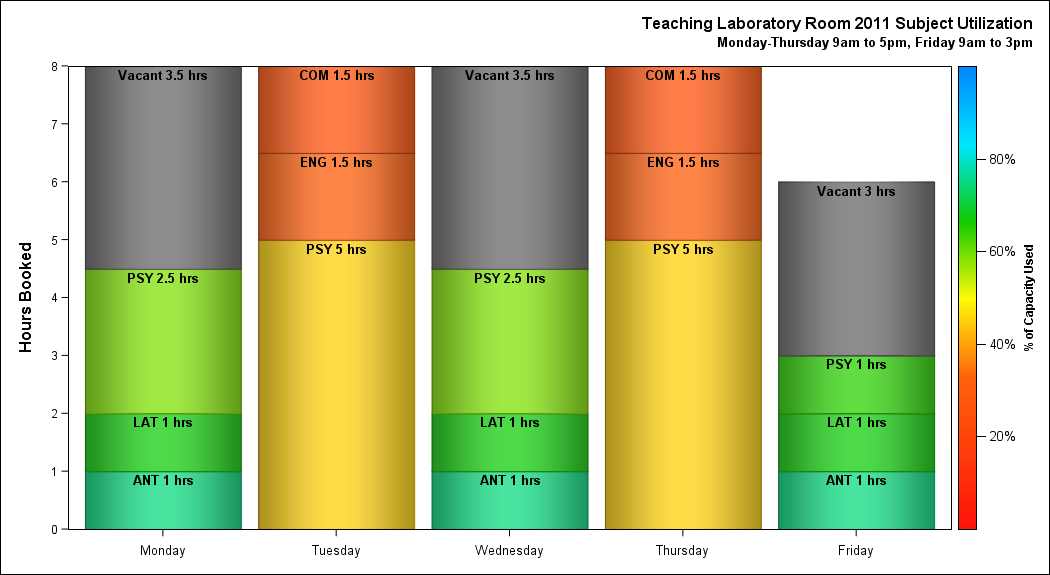 Teaching Laboratory Room 2011 Subject Utilization
Monday-Thursday 9am to 5pm, Friday 9am to 3pm
Hours Booked
8
7
6
5
4
3
2
1
0
Vacant 3.5 hrs
PSY 2.5 hrs
LAT 1 hrs
ANT 1 hrs
COM 1.5 hrs
ENG 1.5 hrs
PSY 5 hrs
Vacant 3.5 hrs
PSY 2.5 hrs
LAT 1 hrs
ANT 1 hrs
COM 1.5 hrs
ENG 1.5 hrs
PSY 5 hrs
Vacant 3 hrs
PSY 1 hrs
LAT 1 hrs
ANT 1 hrs
Monday
Tuesday
Wednesday
Thursday
Friday
80%
60%
40%
20%
% of Capacity Used